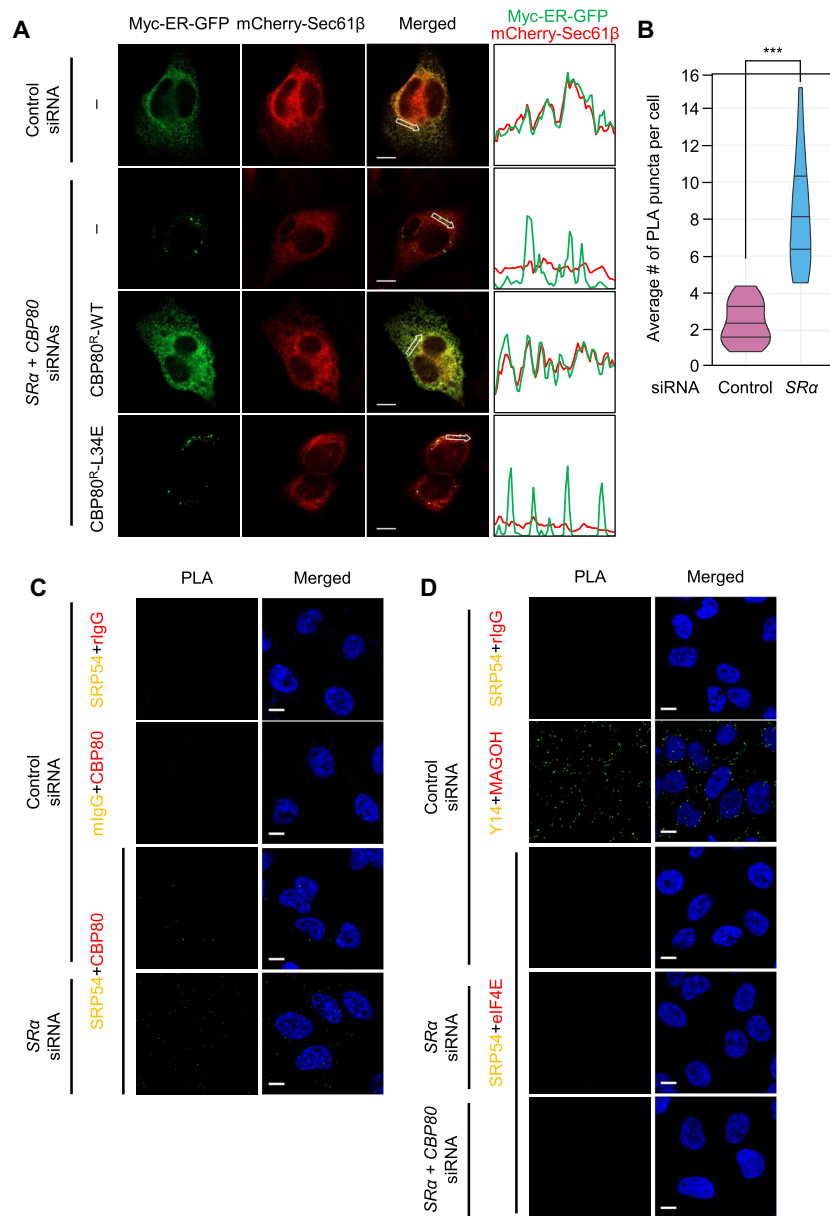 A
Myc-ER-GFP mCherry-Sec61β Merged
Myc-ER-GFP
mCherry-Sec61β
Control
siRNA
–
SRα + CBP80
siRNAs
–
CBP80ᴿ-WT
CBP80ᴿ-L34E
B
***
Average # of PLA puncta per cell
16
14
12
10
8
6
4
2
0
siRNA Control SRα
C
PLA Merged
Control
siRNA
SRP54+rIgG
mIgG+CBP80
SRP54+CBP80
SRα
siRNA
D
PLA Merged
Control
siRNA
SRP54+rIgG
Y14+MAGOH
SRP54+eIF4E
SRα
siRNA
SRα + CBP80
siRNA